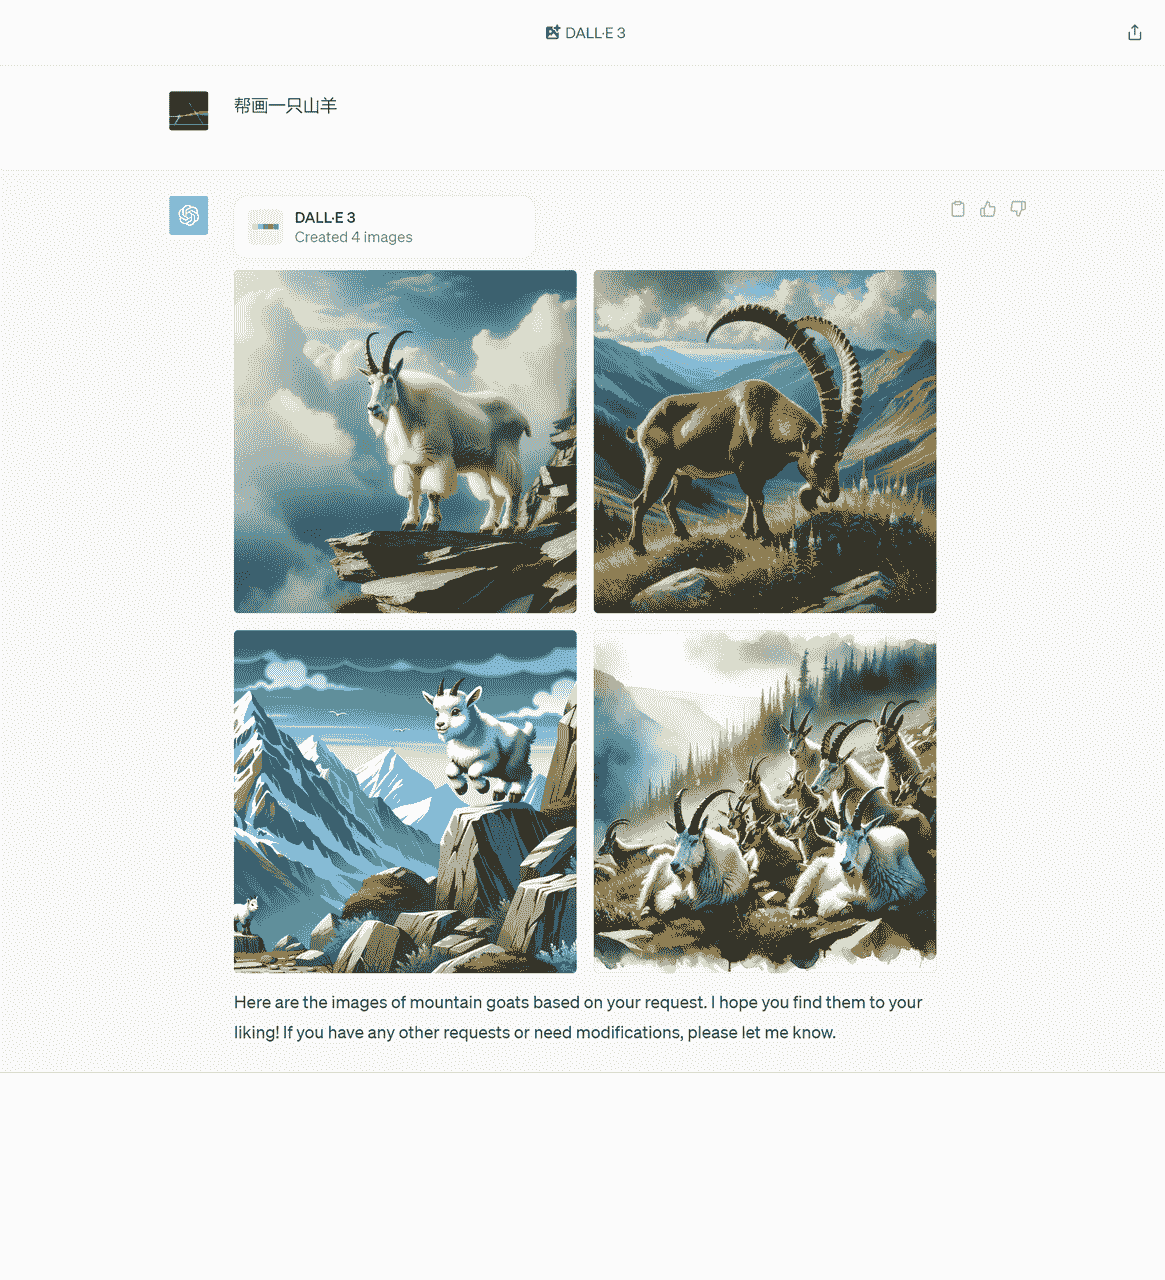 DALL·E 3
帮画一只山羊
DALL·E 3
Created 4 images
Here are the images of mountain goats based on your request. I hope you find them to your
liking! If you have any other requests or need modifications, please let me know.